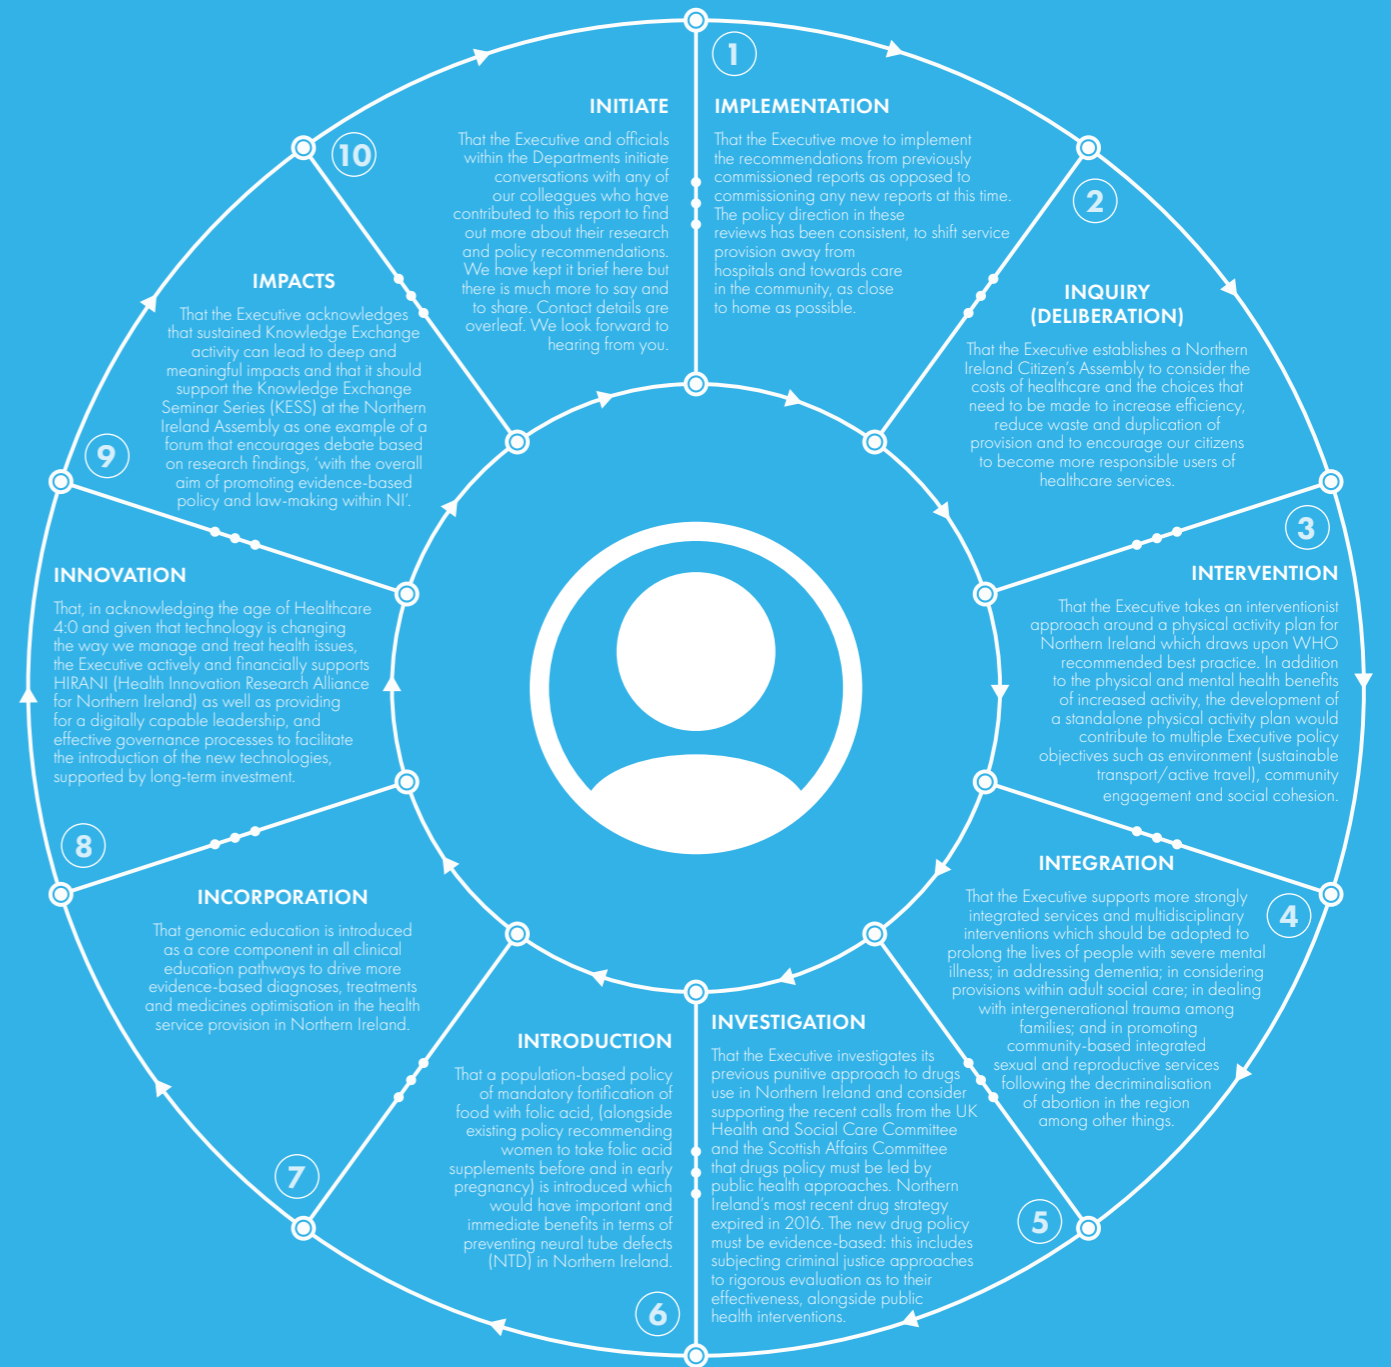 1
IMPLEMENTATION
That the Executive move to implement
the recommendations from previously
commissioned reports as opposed to
commissioning any new reports at this time.
The policy direction in these
reviews has been consistent, to shift service
provision away from
hospitals and towards care
in the community, as close
to home as possible.
2
INQUIRY
(DELIBERATION)
That the Executive establishes a Northern
Ireland Citizen's Assembly to consider the
costs of healthcare and the choices that
need to be made to increase efficiency,
reduce waste and duplication of
provision and to encourage our citizens
to become more responsible users of
healthcare services.
3
INTERVENTION
That the Executive takes an interventionist
approach around a physical activity plan for
Northern Ireland which draws upon WHO
recommended best practice. In addition
to the physical and mental health benefits
of increased activity, the development of
a standalone physical activity plan would
contribute to multiple Executive policy
objectives such as environment (sustainable
transport/active travel), community
engagement and social cohesion.
4
INTEGRATION
That the Executive supports more strongly
integrated services and multidisciplinary
interventions which should be adopted to
prolong the lives of people with severe mental
illness; in addressing dementia; in considering
provisions within adult social care; in dealing
with intergenerational trauma among
families; and in promoting
community-based integrated
sexual and reproductive services
following the decriminalisation
of abortion in the region
among other things.
5
INVESTIGATION
That the Executive investigates its
previous punitive approach to drugs
use in Northern Ireland and consider
supporting the recent calls from the UK
Health and Social Care Committee
and the Scottish Affairs Committee
that drugs policy must be led by
public health approaches. Northern
Ireland's most recent drug strategy
expired in 2016. The new drug policy
must be evidence-based: this includes
subjecting criminal justice approaches
to rigorous evaluation as to their
effectiveness, alongside public
health interventions.
6
INTRODUCTION
That a population-based policy
of mandatory fortification of
food with folic acid, (alongside
existing policy recommending
women to take folic acid
supplements before and in early
pregnancy) is introduced which
would have important and
immediate benefits in terms of
preventing neural tube defects
(NTD) in Northern Ireland.
7
INCORPORATION
That genomic education is introduced
as a core component in all clinical
education pathways to drive more
evidence-based diagnoses, treatments
and medicines optimisation in the health
service provision in Northern Ireland.
8
INNOVATION
That, in acknowledging the age of Healthcare
4:0 and given that technology is changing
the way we manage and treat health issues,
the Executive actively and financially supports
HIRANI (Health Innovation Research Alliance
for Northern Ireland) as well as providing
for a digitally capable leadership, and
effective governance processes to facilitate
the introduction of the new technologies,
supported by long-term investment.
9
IMPACTS
That the Executive acknowledges
that sustained Knowledge Exchange
activity can lead to deep and
meaningful impacts and that it should
support the Knowledge Exchange
Seminar Series (KESS) at the Northern
Ireland Assembly as one example of a
forum that encourages debate based
on research findings, 'with the overall
aim of promoting evidence-based
policy and law-making within NI'.
10
INITIATE
That the Executive and officials
within the Departments initiate
conversations with any of
our colleagues who have
contributed to this report to find
out more about their research
and policy recommendations.
We have kept it brief here but
there is much more to say and
to share. Contact details are
overleaf. We look forward to
hearing from you.